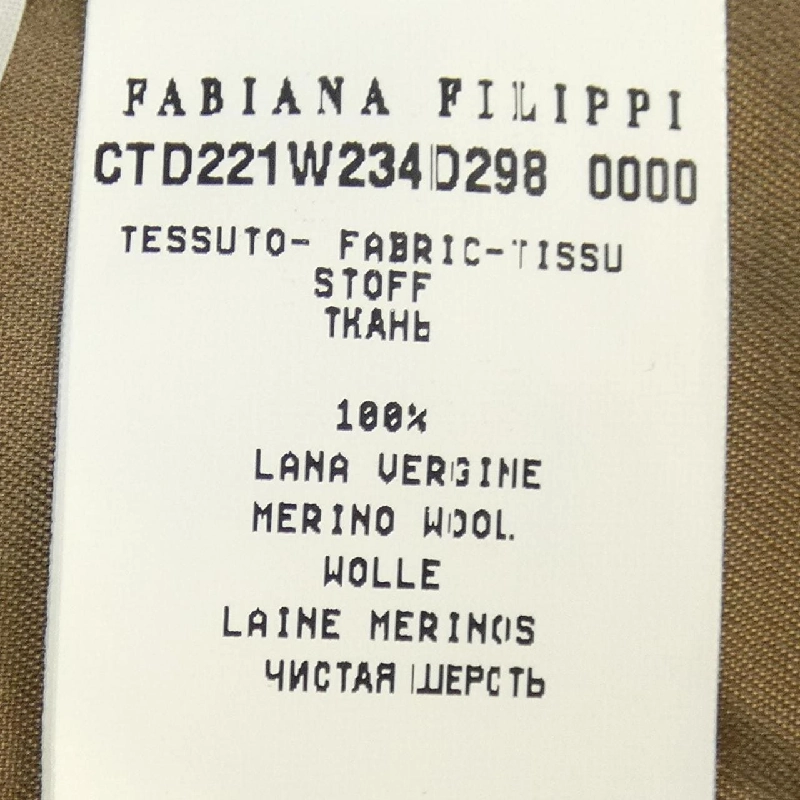 FABIANA FILIPPI
CTD221W234D298 0000
TESSUTO- FABRIC-TISSU
STOFF
ТКАНЬ
100%
LANA VERGINE
MERINO WOOL
WOLLE
LAINE MERINOS
ЧИСТАЯ ШЕРСТЬ